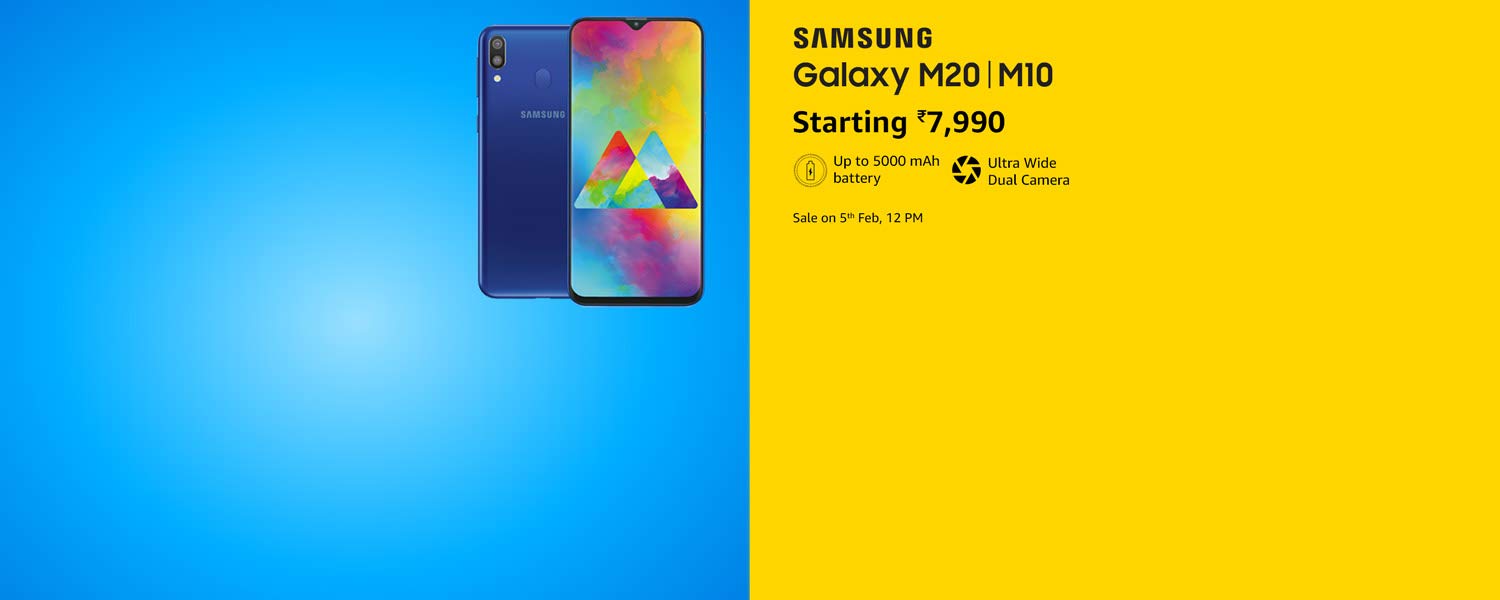 SAMSUNG
SAMSUNG
Galaxy M20 | M10
Starting ₹7,990
Up to 5000 mAh
battery
Ultra Wide
Dual Camera
Sale on 5th Feb, 12 PM